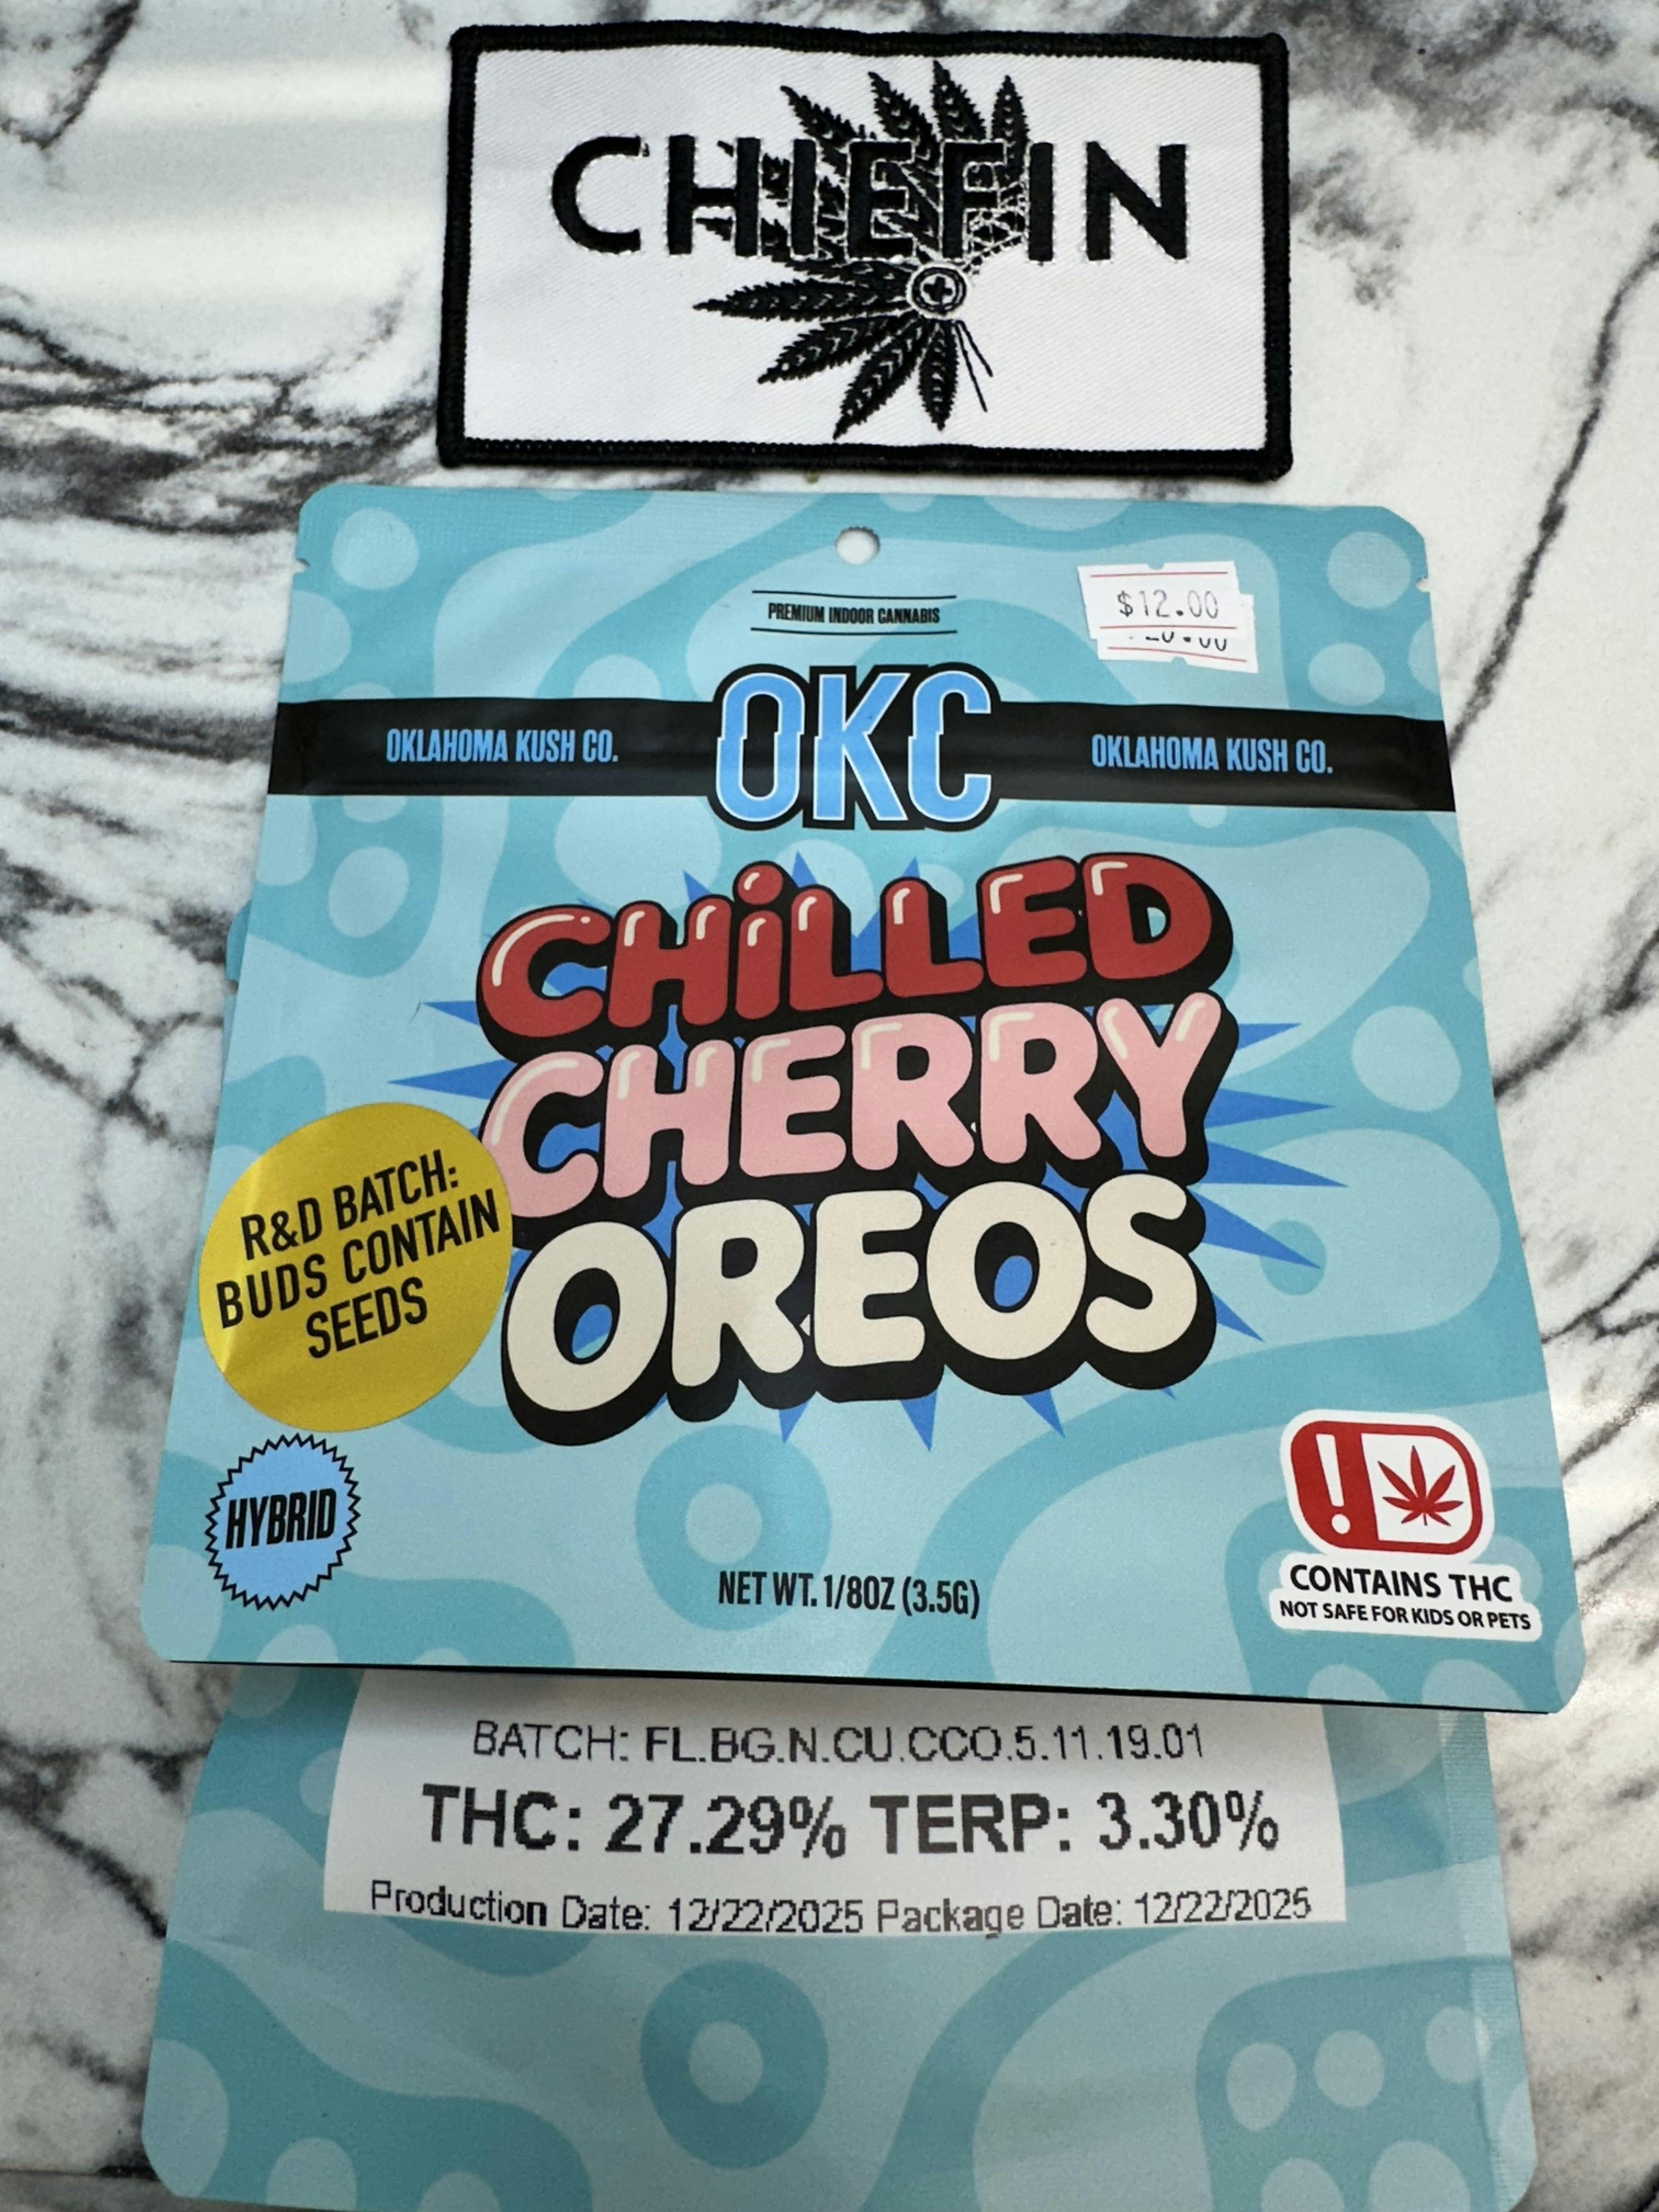 CHIEFIN
PREMIUM INDOOR CANNABIS
$12.00
OKLAHOMA KUSH CO.
OKC
OKLAHOMA KUSH CO.
CHiLLED
CHERRY
OREOS
R&D BATCH:
BUDS CONTAIN
SEEDS
HYBRID
NET WT. 1/8OZ (3.5G)
CONTAINS THC
NOT SAFE FOR KIDS OR PETS
BATCH: FL.BG.N.CU.CCO.5.11.19.01
THC: 27.29% TERP: 3.30%
Production Date: 12/22/2025 Package Date: 12/22/2025